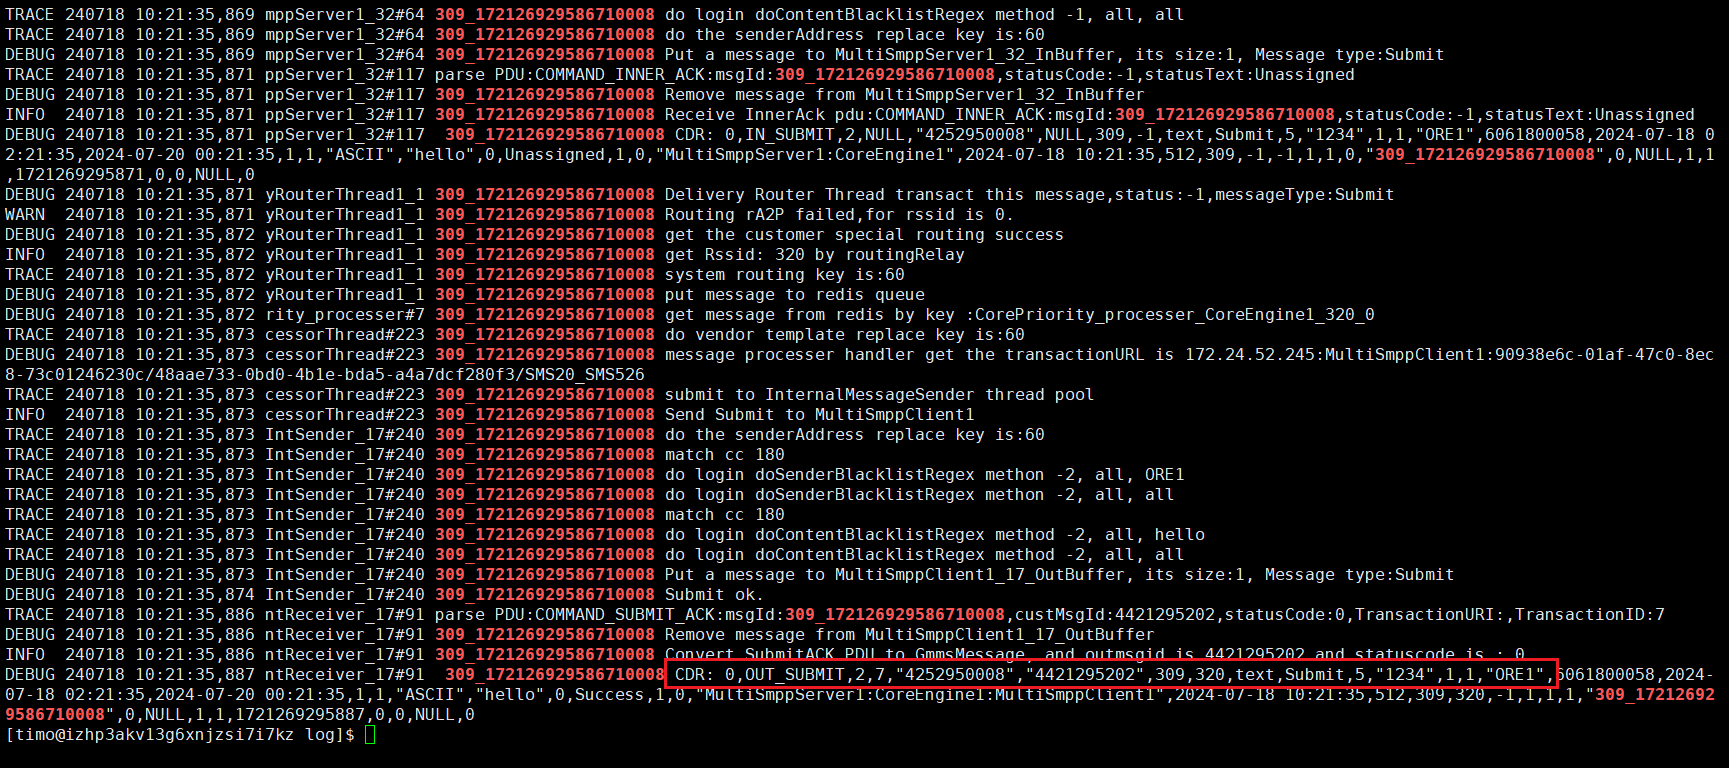 TRACE 240718 10:21:35,869 mppServer1_32#64 309_172126929586710008 do login doContentBlacklistRegex method -1, all, all
TRACE 240718 10:21:35,869 mppServer1_32#64 309_172126929586710008 do the senderAddress replace key is:60
DEBUG 240718 10:21:35,869 mppServer1_32#64 309_172126929586710008 Put a message to MultiSmppServer1_32_InBuffer, its size:1, Message type:Submit
TRACE 240718 10:21:35,871 ppServer1_32#117 parse PDU:COMMAND_INNER_ACK:msgId:309_172126929586710008,statusCode:-1,statusText:Unassigned
DEBUG 240718 10:21:35,871 ppServer1_32#117 309_172126929586710008 Remove message from MultiSmppServer1_32_InBuffer
INFO  240718 10:21:35,871 ppServer1_32#117 309_172126929586710008 Receive InnerAck pdu:COMMAND_INNER_ACK:msgId:309_172126929586710008,statusCode:-1,statusText:Unassigned
DEBUG 240718 10:21:35,871 ppServer1_32#117  309_172126929586710008 CDR: 0,IN_SUBMIT,2,NULL,"4252950008",NULL,309,-1,text,Submit,5,"1234",1,1,"ORE1",6061800058,2024-07-18 0
2:21:35,2024-07-20 00:21:35,1,1,"ASCII","hello",0,Unassigned,1,0,"MultiSmppServer1:CoreEngine1",2024-07-18 10:21:35,512,309,-1,-1,1,1,0,"309_172126929586710008",0,NULL,1,1
,1721269295871,0,0,NULL,0
DEBUG 240718 10:21:35,871 yRouterThread1_1 309_172126929586710008 Delivery Router Thread transact this message,status:-1,messageType:Submit
WARN  240718 10:21:35,871 yRouterThread1_1 309_172126929586710008 Routing rA2P failed,for rssid is 0.
DEBUG 240718 10:21:35,872 yRouterThread1_1 309_172126929586710008 get the customer special routing success
INFO  240718 10:21:35,872 yRouterThread1_1 309_172126929586710008 get Rssid: 320 by routingRelay
TRACE 240718 10:21:35,872 yRouterThread1_1 309_172126929586710008 system routing key is:60
DEBUG 240718 10:21:35,872 yRouterThread1_1 309_172126929586710008 put message to redis queue
DEBUG 240718 10:21:35,872 rity_processer#7 309_172126929586710008 get message from redis by key :CorePriority_processer_CoreEngine1_320_0
TRACE 240718 10:21:35,873 cessorThread#223 309_172126929586710008 do vendor template replace key is:60
DEBUG 240718 10:21:35,873 cessorThread#223 309_172126929586710008 message processer handler get the transactionURL is 172.24.52.245:MultiSmppClient1:90938e6c-01af-47c0-8ec
8-73c01246230c/48aae733-0bd0-4b1e-bda5-a4a7dcf280f3/SMS20_SMS526
TRACE 240718 10:21:35,873 cessorThread#223 309_172126929586710008 submit to InternalMessageSender thread pool
INFO  240718 10:21:35,873 cessorThread#223 309_172126929586710008 Send Submit to MultiSmppClient1
TRACE 240718 10:21:35,873 IntSender_17#240 309_172126929586710008 do the senderAddress replace key is:60
TRACE 240718 10:21:35,873 IntSender_17#240 309_172126929586710008 match cc 180
TRACE 240718 10:21:35,873 IntSender_17#240 309_172126929586710008 do login doSenderBlacklistRegex methon -2, all, ORE1
TRACE 240718 10:21:35,873 IntSender_17#240 309_172126929586710008 do login doSenderBlacklistRegex methon -2, all, all
TRACE 240718 10:21:35,873 IntSender_17#240 309_172126929586710008 match cc 180
TRACE 240718 10:21:35,873 IntSender_17#240 309_172126929586710008 do login doContentBlacklistRegex method -2, all, hello
TRACE 240718 10:21:35,873 IntSender_17#240 309_172126929586710008 do login doContentBlacklistRegex method -2, all, all
DEBUG 240718 10:21:35,873 IntSender_17#240 309_172126929586710008 Put a message to MultiSmppClient1_17_OutBuffer, its size:1, Message type:Submit
DEBUG 240718 10:21:35,874 IntSender_17#240 309_172126929586710008 Submit ok.
TRACE 240718 10:21:35,886 ntReceiver_17#91 parse PDU:COMMAND_SUBMIT_ACK:msgId:309_172126929586710008,custMsgId:4421295202,statusCode:0,TransactionURI:,TransactionID:7
DEBUG 240718 10:21:35,886 ntReceiver_17#91 309_172126929586710008 Remove message from MultiSmppClient1_17_OutBuffer
INFO  240718 10:21:35,886 ntReceiver_17#91 309_172126929586710008 Convert SubmitACK PDU to GmmsMessage, and outmsgid is 4421295202 and statuscode is : 0
DEBUG 240718 10:21:35,887 ntReceiver_17#91  309_172126929586710008 CDR: 0,OUT_SUBMIT,2,7,"4252950008","4421295202",309,320,text,Submit,5,"1234",1,1,"ORE1",6061800058,2024-
07-18 02:21:35,2024-07-20 00:21:35,1,1,"ASCII","hello",0,Success,1,0,"MultiSmppServer1:CoreEngine1:MultiSmppClient1",2024-07-18 10:21:35,512,309,320,-1,1,1,1,"309_17212692
9586710008",0,NULL,1,1,1721269295887,0,0,NULL,0
[timo@izhp3akv13g6xnjzsi7i7kz log]$